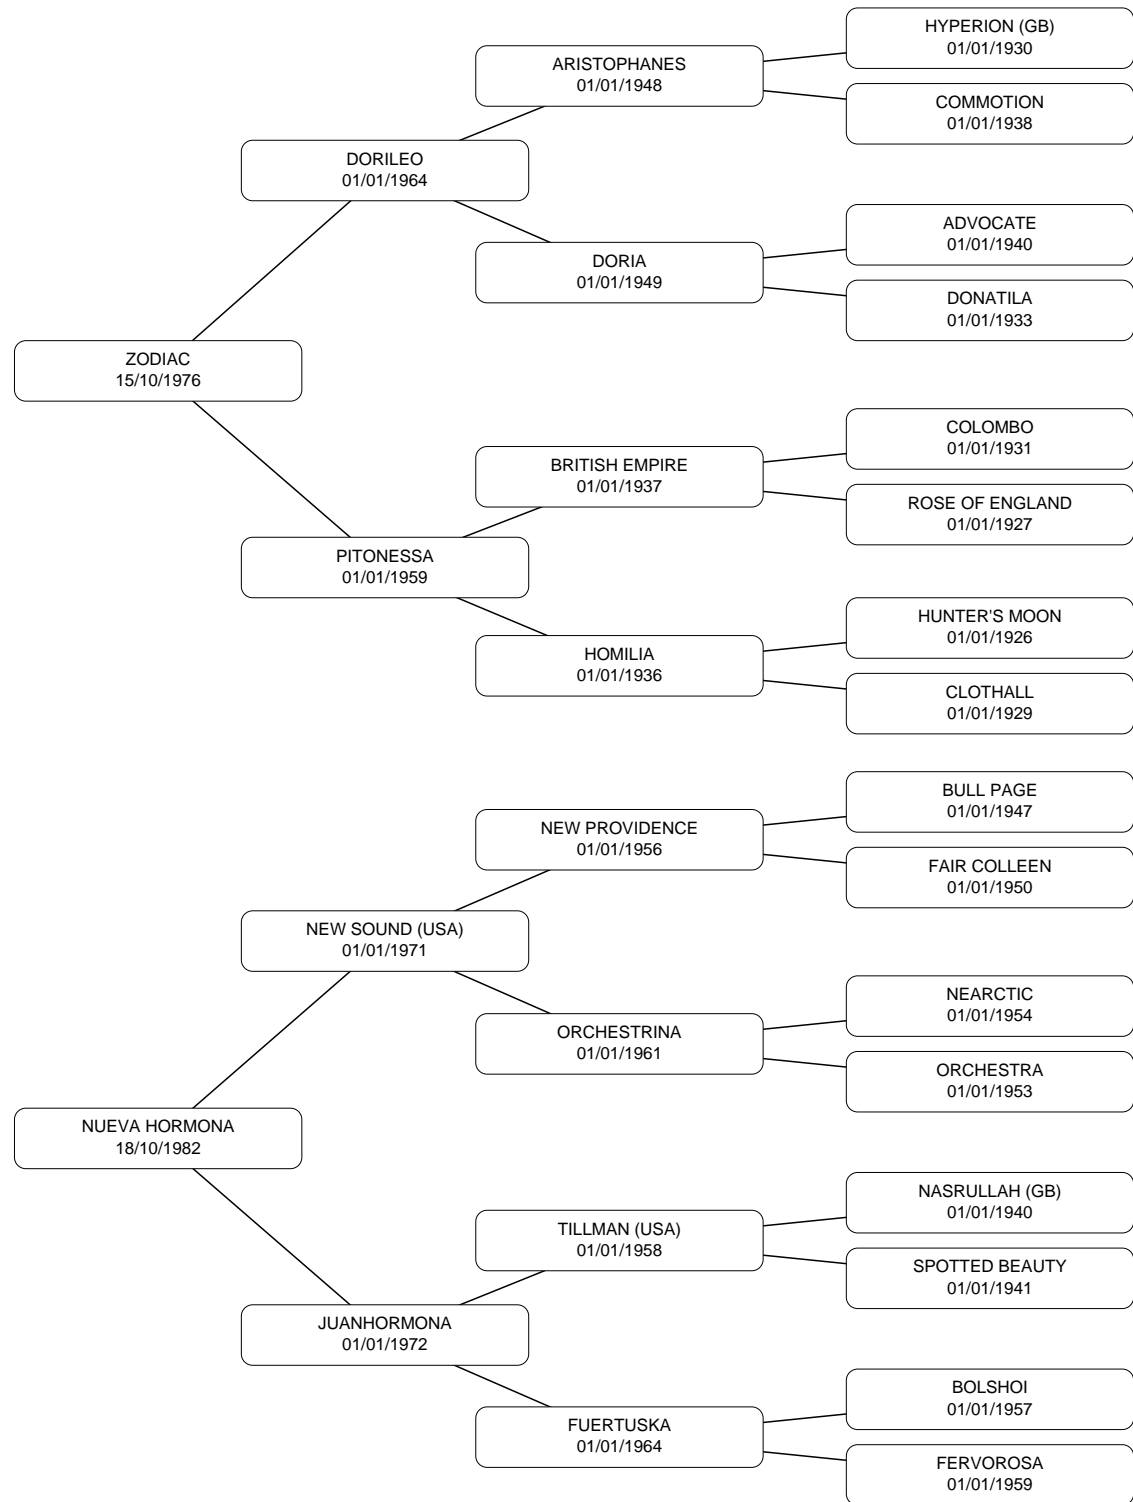 HYPERION (GB)
01/01/1930
ARISTOPHANES
01/01/1948
COMMOTION
01/01/1938
DORILEO
01/01/1964
ADVOCATE
01/01/1940
DORIA
01/01/1949
DONATILA
01/01/1933
ZODIAC
15/10/1976
COLOMBO
01/01/1931
BRITISH EMPIRE
01/01/1937
ROSE OF ENGLAND
01/01/1927
PITONESSA
01/01/1959
HUNTER'S MOON
01/01/1926
HOMILIA
01/01/1936
CLOTHALL
01/01/1929
BULL PAGE
01/01/1947
NEW PROVIDENCE
01/01/1956
FAIR COLLEEN
01/01/1950
NEW SOUND (USA)
01/01/1971
NEARCTIC
01/01/1954
ORCHESTRINA
01/01/1961
ORCHESTRA
01/01/1953
NUEVA HORMONA
18/10/1982
NASRULLAH (GB)
01/01/1940
TILLMAN (USA)
01/01/1958
SPOTTED BEAUTY
01/01/1941
JUANHORMONA
01/01/1972
BOLSHOI
01/01/1957
FUERTUSKA
01/01/1964
FERVOROSA
01/01/1959